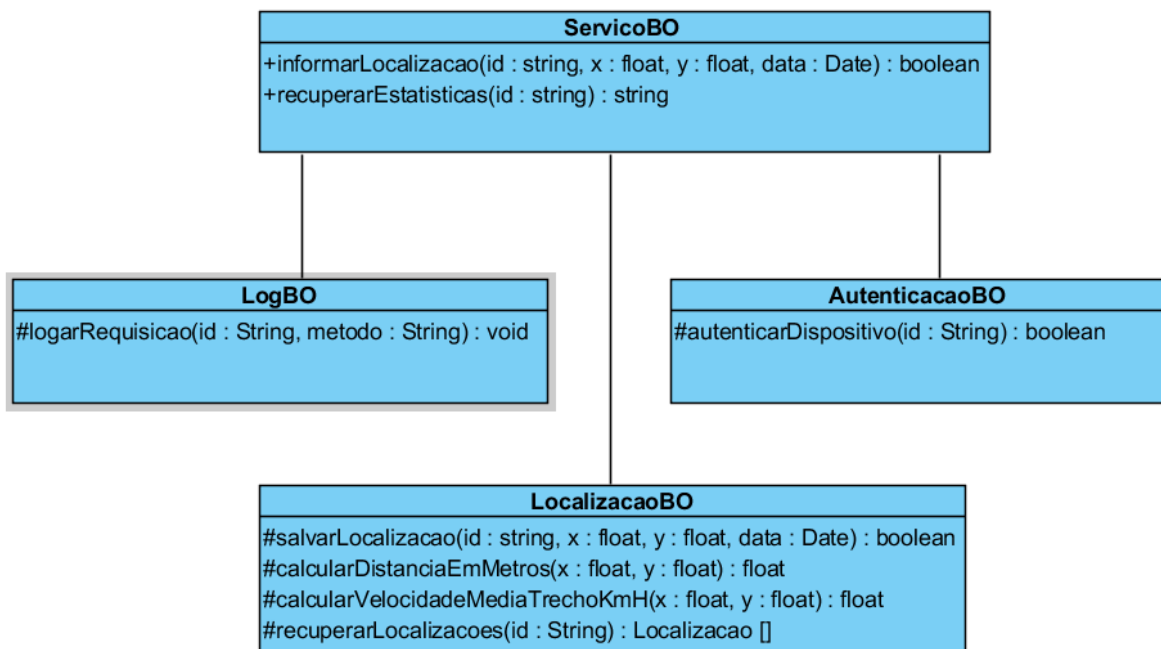 ServicoBO
+informarLocalizacao(id : string, x : float, y : float, data : Date) : boolean
+recuperarEstatisticas(id : string) : string
LogBO
#logarRequisicao(id : String, metodo : String) : void
AutenticacaoBO
#autenticarDispositivo(id : String) : boolean
LocalizacaoBO
#salvarLocalizacao(id : string, x : float, y : float, data : Date) : boolean
#calcularDistanciaEmMetros(x : float, y : float) : float
#calcularVelocidadeMediaTrechoKmH(x : float, y : float) : float
#recuperarLocalizacoes(id : String) : Localizacao []